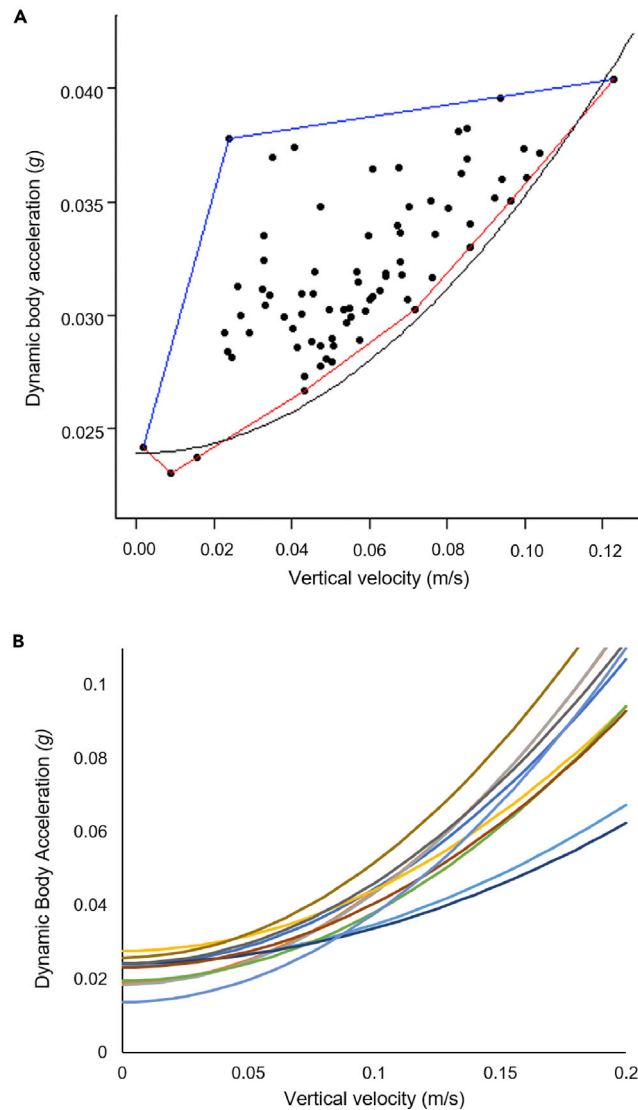 A
0.040
0.035
0.030
0.025
Dynamic body acceleration (g)
0.00 0.02 0.04 0.06 0.08 0.10 0.12
Vertical velocity (m/s)
B
0.1
0.08
0.06
0.04
0.02
0
Dynamic Body Acceleration (g)
0 0.05 0.1 0.15 0.2
Vertical velocity (m/s)